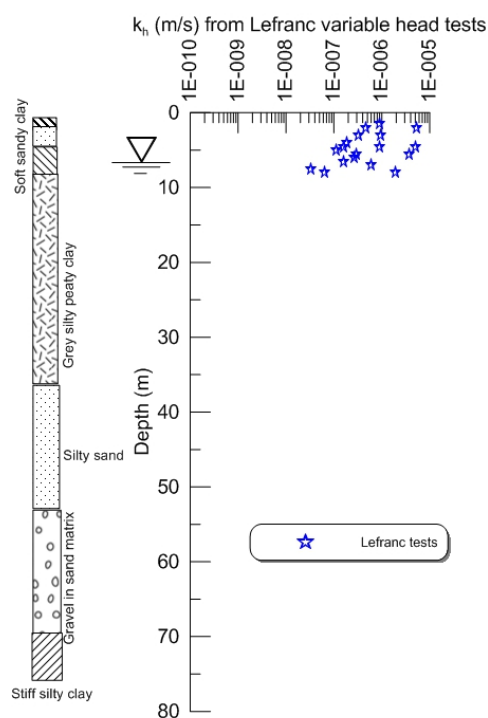 kh (m/s) from Lefranc variable head tests
1E-010
1E-009
1E-008
1E-007
1E-006
1E-005
Soft sandy clay
Grey silty peaty clay
Silty sand
Gravel in sand matrix
Stiff silty clay
Depth (m)
0
10
20
30
40
50
60
70
80
Lefranc tests